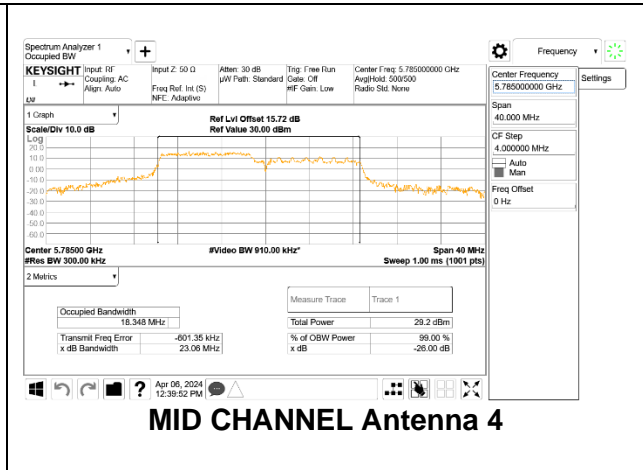 Spectrum Analyzer 1
Occupied BW
Frequency
KEYSIGHT
Input: RF
Coupling: AC
Align: Auto
Input Z: 50 Ω
Freq Ref: Int (S)
NFE: Adaptive
Atten: 30 dB
µW Path: Standard
Trig: Free Run
Gate: Off
#IF Gain: Low
Center Freq: 5.785000000 GHz
Avg|Hold: 500/500
Radio Std: None
Center Frequency
5.785000000 GHz
Settings
Span
40.000 MHz
CF Step
4.000000 MHz
Auto
Man
Freq Offset
0 Hz
1 Graph
Scale/Div 10.0 dB
Ref Lvl Offset 15.72 dB
Ref Value 30.00 dBm
Log
20.0
10.0
0.00
-10.0
-20.0
-30.0
-40.0
-50.0
-60.0
Center 5.78500 GHz
#Video BW 910.00 kHz*
Span 40 MHz
#Res BW 300.00 kHz
Sweep 1.00 ms (1001 pts)
2 Metrics
Measure Trace Trace 1
Occupied Bandwidth
18.348 MHz
Total Power 29.2 dBm
Transmit Freq Error -601.35 kHz
% of OBW Power 99.00 %
x dB Bandwidth 23.06 MHz
x dB -26.00 dB
Apr 06, 2024
12:39:52 PM
MID CHANNEL Antenna 4